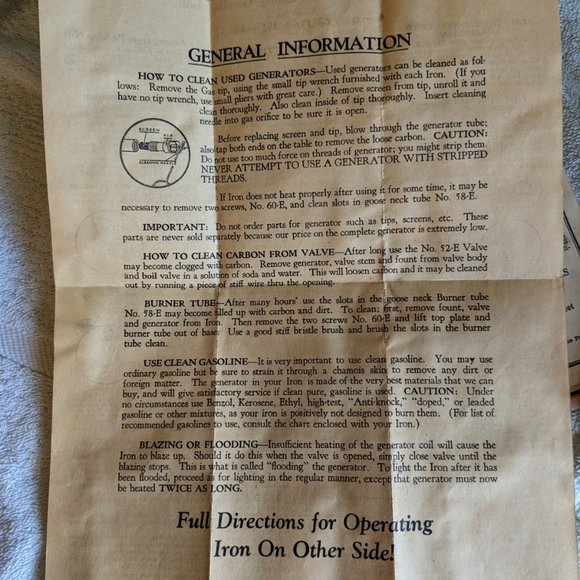 GENERAL INFORMATION
HOW TO CLEAN USED GENERATORS—Used generators can be cleaned as fol-
lows: Remove the Gas tip, using the small tip wrench furnished with each Iron. (If you
have no tip wrench, use small pliers with great care.) Remove screen from tip, unroll it and
clean thoroughly. Also clean inside of tip thoroughly. Insert cleaning
needle into gas orifice to be sure it is open.
SCREEN
TIP
CLEANING NEEDLE
Before replacing screen and tip, blow through the generator tube;
also tap both ends on the table to remove the loose carbon. CAUTION:
Do not use too much force on threads of generator; you might strip them.
NEVER ATTEMPT TO USE A GENERATOR WITH STRIPPED
THREADS.
If Iron does not heat properly after using it for some time, it may be
necessary to remove two screws, No. 60-E, and clean slots in goose neck tube No. 58-E.
IMPORTANT: Do not order parts for generator such as tips, screens, etc. These
parts are never sold separately because our price on the complete generator is extremely low.
HOW TO CLEAN CARBON FROM VALVE—After long use the No. 52-E Valve
may become clogged with carbon. Remove generator, valve stem and fount from valve body
and boil valve in a solution of soda and water. This will loosen carbon and it may be cleaned
out by running a piece of stiff wire thru the opening.
BURNER TUBE—After many hours' use the slots in the goose neck Burner tube
No. 58-E may become filled up with carbon and dirt. To clean: first, remove fount, valve
and generator from Iron. Then remove the two screws No. 60-E and lift top plate and
burner tube out of base. Use a good stiff bristle brush and brush the slots in the burner
tube clean.
USE CLEAN GASOLINE—It is very important to use clean gasoline. You may use
ordinary gasoline but be sure to strain it through a chamois skin to remove any dirt or
foreign matter. The generator in your Iron is made of the very best materials that we can
buy, and will give satisfactory service if clean pure, gasoline is used. CAUTION: Under
no circumstances use Benzol, Kerosene, Ethyl, high-test, "Anti-knock," "doped," or leaded
gasoline or other mixtures, as your iron is positively not designed to burn them. (For list of
recommended gasolines to use, consult the chart enclosed with your Iron.)
BLAZING OR FLOODING—Insufficient heating of the generator coil will cause the
Iron to blaze up. Should it do this when the valve is opened, simply close valve until the
blazing stops. This is what is called "flooding" the generator. To light the Iron after it has
been flooded, proceed as for lighting in the regular manner, except that generator must now
be heated TWICE AS LONG.
Full Directions for Operating
Iron On Other Side!